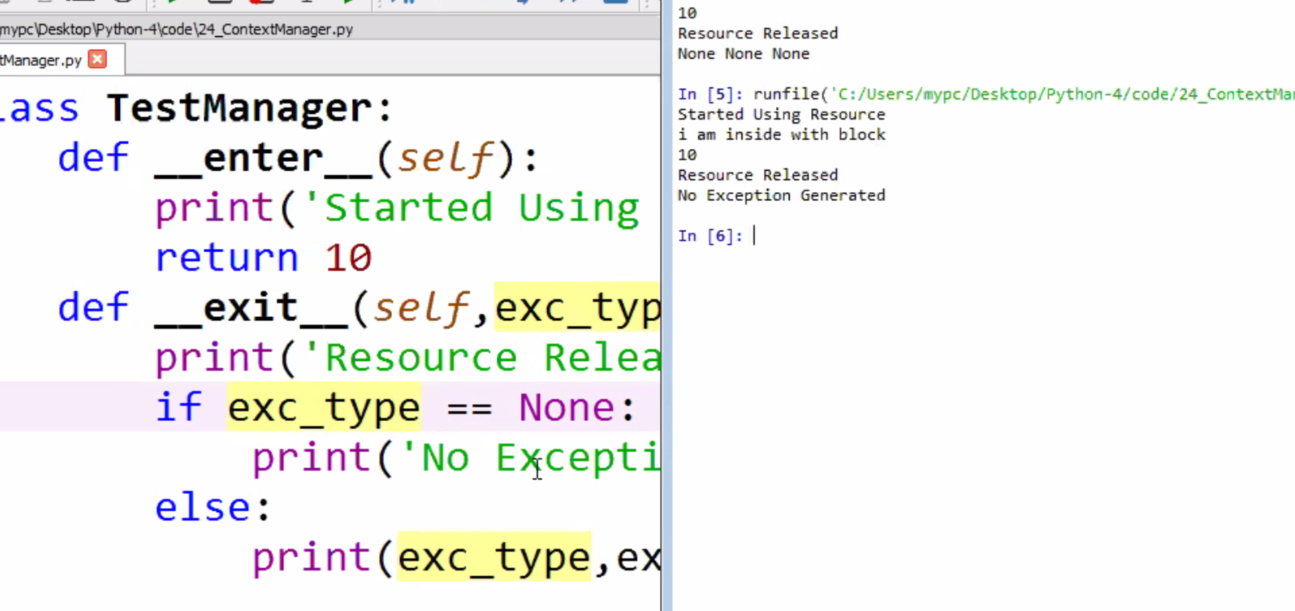 mypc\Desktop\Python-4\code\24_ContextManager.py
tManager.py
lass TestManager:
def __enter__(self):
print('Started Using
return 10
def __exit__(self,exc_typ
print('Resource Relea
if exc_type == None:
print('No Excepti
else:
print(exc_type,ex
10
Resource Released
None None None
In [5]: runfile('C:/Users/mypc/Desktop/Python-4/code/24_ContextMa
Started Using Resource
i am inside with block
10
Resource Released
No Exception Generated
In [6]: